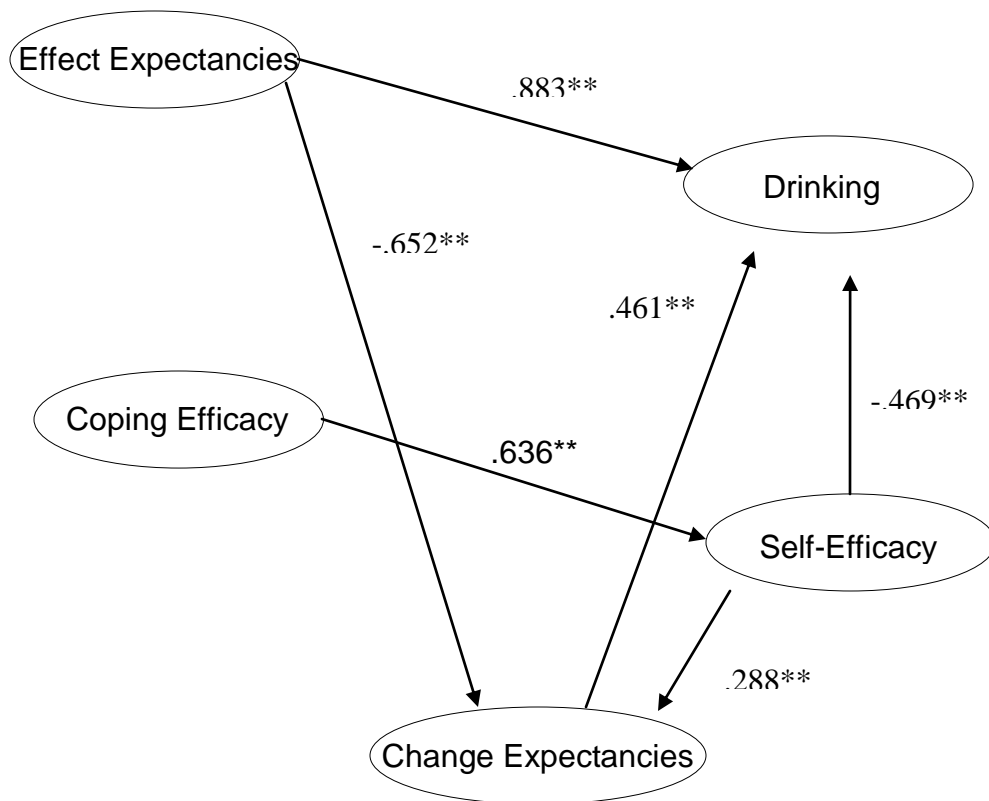 Effect Expectancies
.883**
Drinking
-.652**
.461**
Coping Efficacy
-.469**
.636**
Self-Efficacy
.288**
Change Expectancies